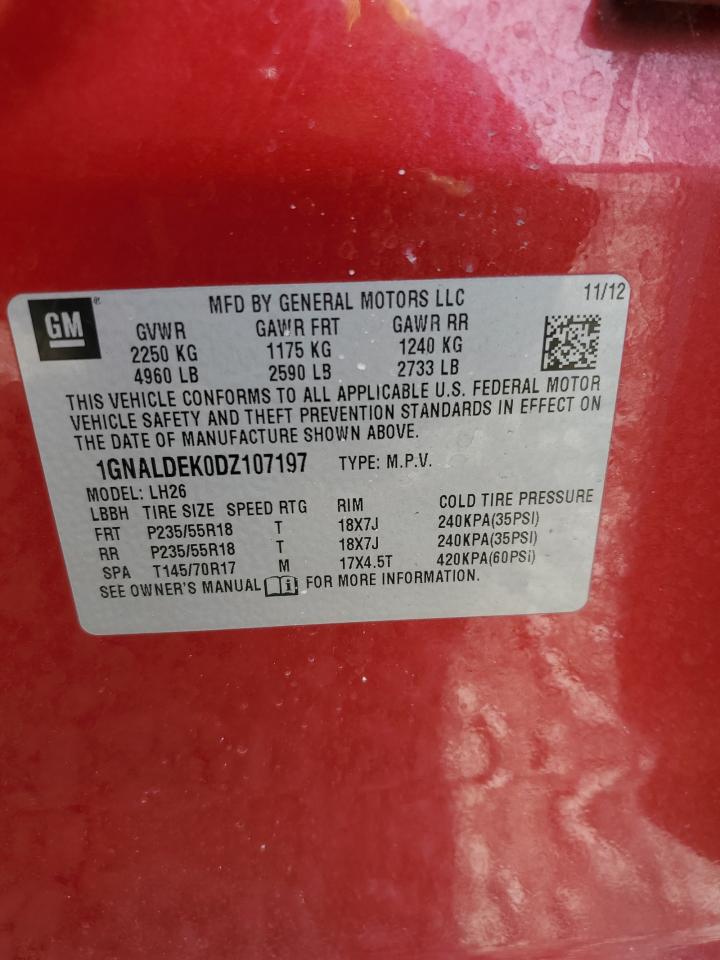 GM®
MFD BY GENERAL MOTORS LLC 11/12
GVWR GAWR FRT GAWR RR
2250 KG 1175 KG 1240 KG
4960 LB 2590 LB 2733 LB
THIS VEHICLE CONFORMS TO ALL APPLICABLE U.S. FEDERAL MOTOR
VEHICLE SAFETY AND THEFT PREVENTION STANDARDS IN EFFECT ON
THE DATE OF MANUFACTURE SHOWN ABOVE.
1GNALDEK0DZ107197 TYPE: M.P.V.
MODEL: LH26
LBBH TIRE SIZE SPEED RTG RIM COLD TIRE PRESSURE
FRT P235/55R18 T 18X7J 240KPA(35PSI)
RR P235/55R18 T 18X7J 240KPA(35PSI)
SPA T145/70R17 M 17X4.5T 420KPA(60PSI)
SEE OWNER'S MANUAL FOR MORE INFORMATION.